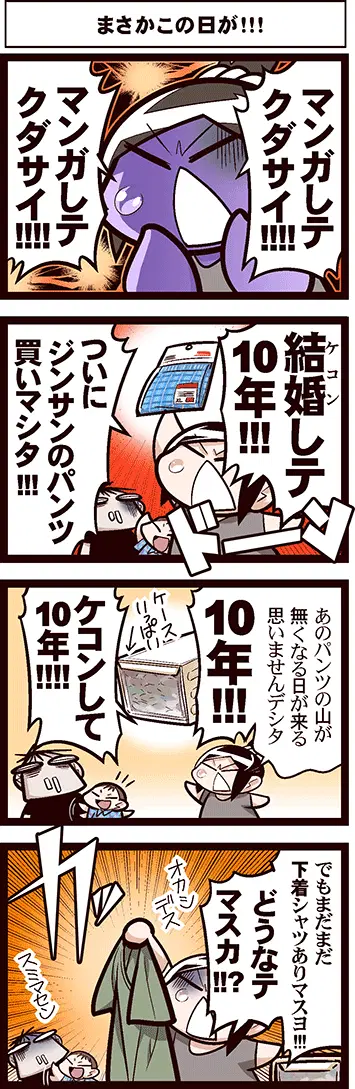 まさかこの日が!!!
マンガしテ
クダサイ!!!!
マンガしテ
クダサイ!!!!
ケコン
結婚しテ
10年!!!
ついに
ジンサンのパンツ
買いマシタ!!!
ドーン
あのパンツの山が
無くなる日が来る
思いませんデシタ
10年!!!
ケース
いっぱい
ケコンして
10年!!!!
でもまだまだ
下着シャツありマスヨ!!!
どうなテ
マスカ!!?
オカシ
デス
ガッ
スミマセン